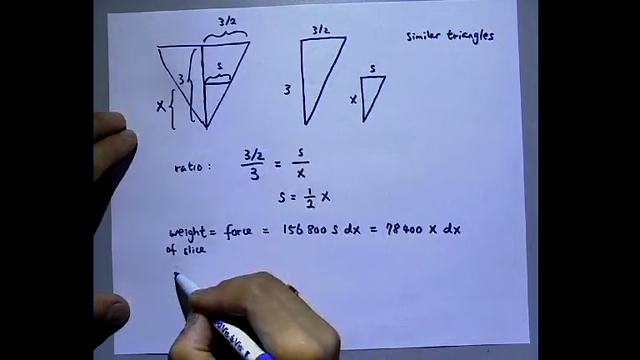 3/2
s
3
x
3/2
3
s
x
similar triangles
ratio: (3/2)/3 = s/x
s = 1/2 x
weight = force = 156 800 s dx = 78 400 x dx
of slice